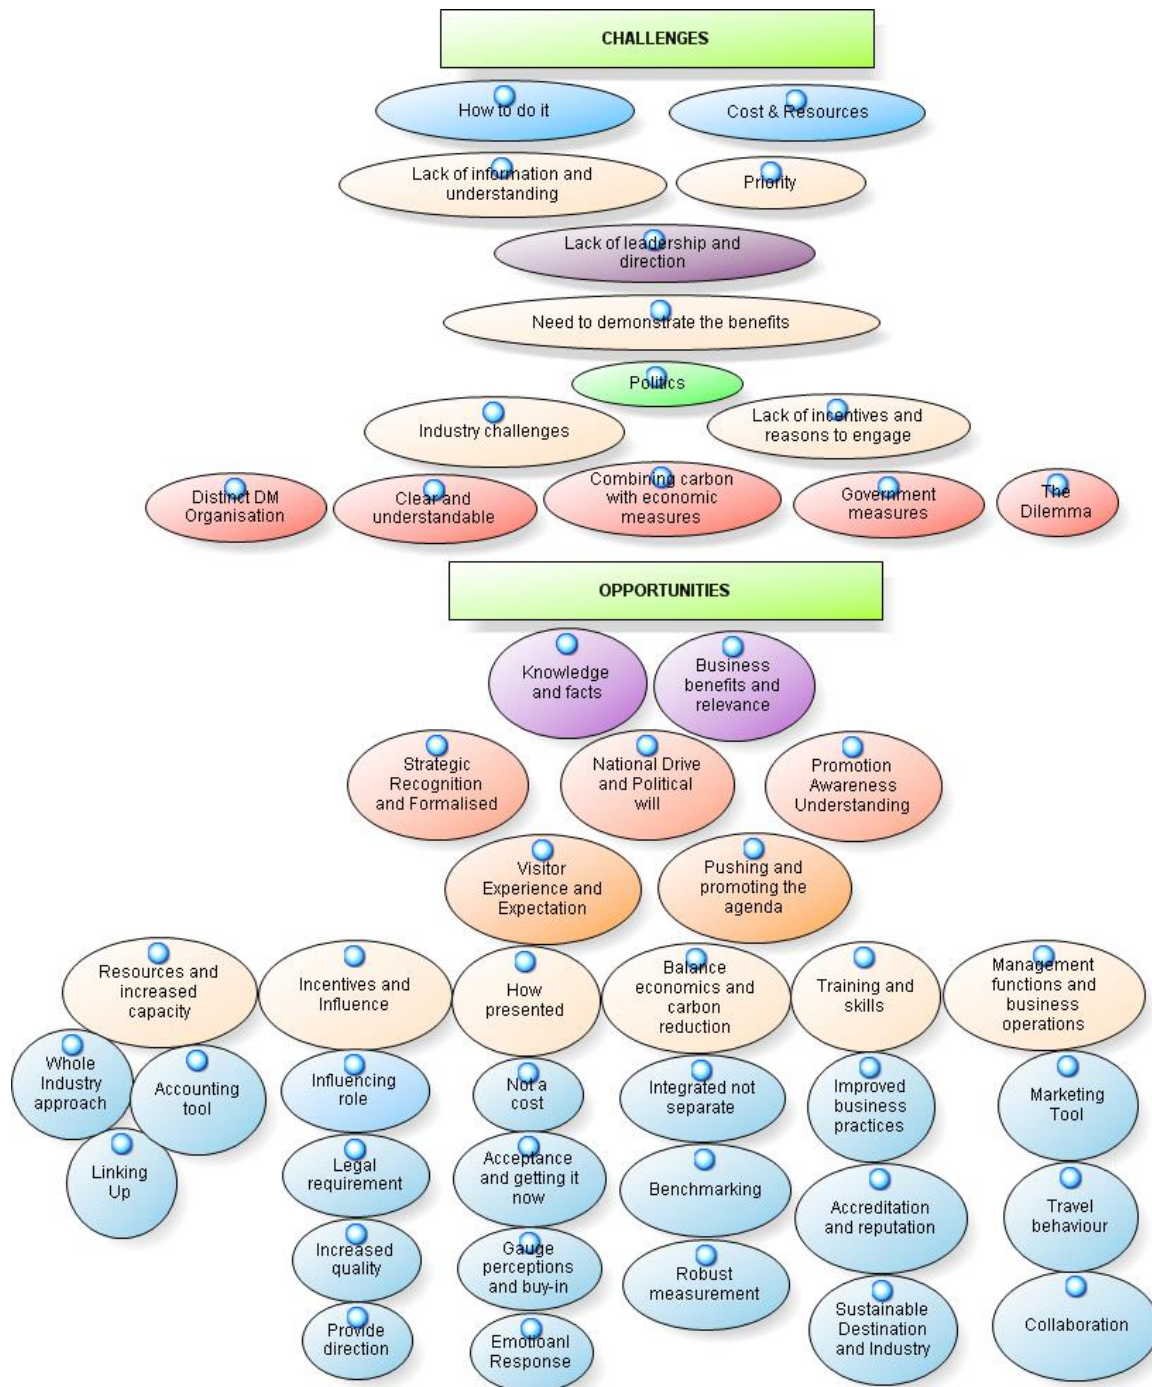 CHALLENGES
How to do it
Cost & Resources
Lack of information and
understanding
Priority
Lack of leadership and
direction
Need to demonstrate the benefits
Politics
Industry challenges
Lack of incentives and
reasons to engage
Distinct DM
Organisation
Clear and
understandable
Combining carbon
with economic
measures
Government
measures
The
Dilemma
OPPORTUNITIES
Knowledge
and facts
Business
benefits and
relevance
Strategic
Recognition
and Formalised
National Drive
and Political
will
Promotion
Awareness
Understanding
Visitor
Experience and
Expectation
Pushing and
promoting the
agenda
Resources and
increased
capacity
Incentives and
Influence
How
presented
Balance
economics and
carbon
reduction
Training and
skills
Management
functions and
business
operations
Whole
Industry
approach
Accounting
tool
Linking
Up
Influencing
role
Legal
requirement
Increased
quality
Provide
direction
Not a
cost
Acceptance
and getting it
now
Gauge
perceptions
and buy-in
Emotioanl
Response
Integrated not
separate
Benchmarking
Robust
measurement
Improved
business
practices
Accreditation
and reputation
Sustainable
Destination
and Industry
Marketing
Tool
Travel
behaviour
Collaboration